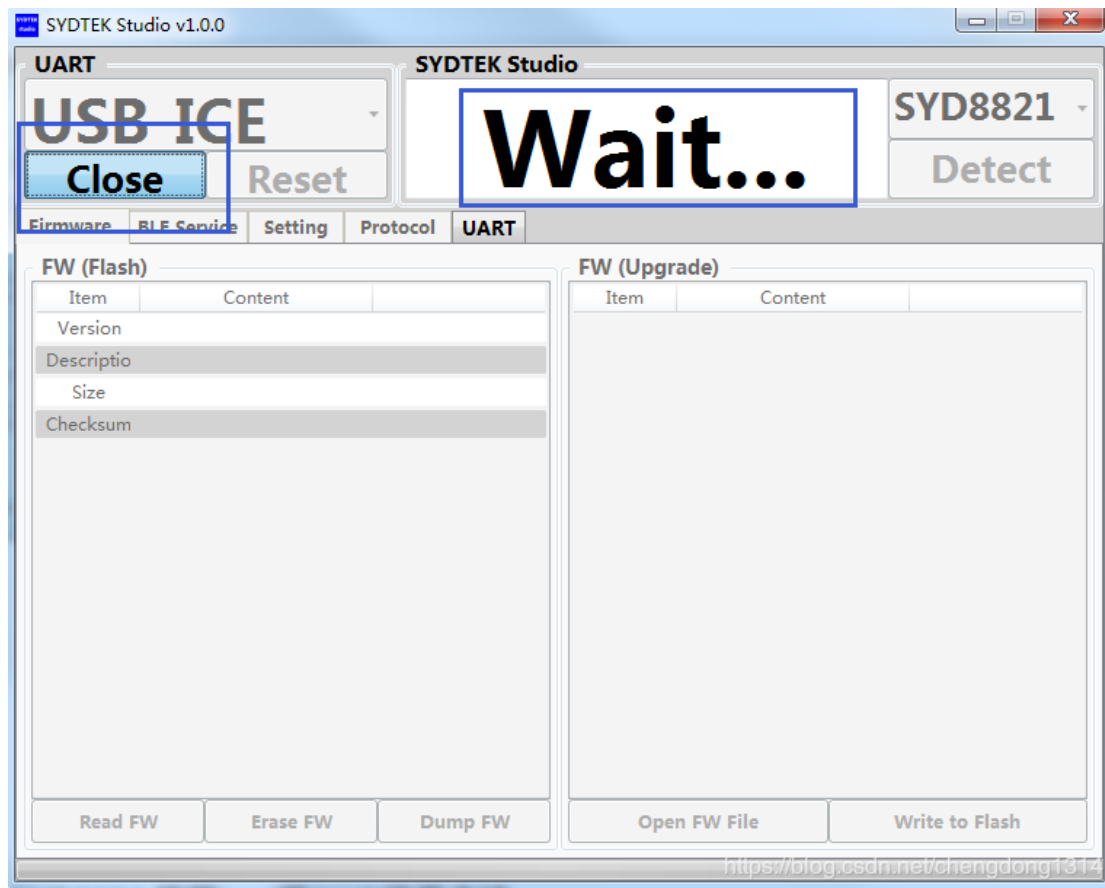 SYDTEK studio
SYDTEK Studio v1.0.0
UART
SYDTEK Studio
USB ICE
Wait...
SYD8821
Close
Reset
Detect
Firmware BLE Service Setting Protocol UART
FW (Flash)
FW (Upgrade)
Item Content
Item Content
Version
Descriptio
Size
Checksum
Read FW Erase FW Dump FW
Open FW File Write to Flash
https://blog.csdn.net/chengdong1314